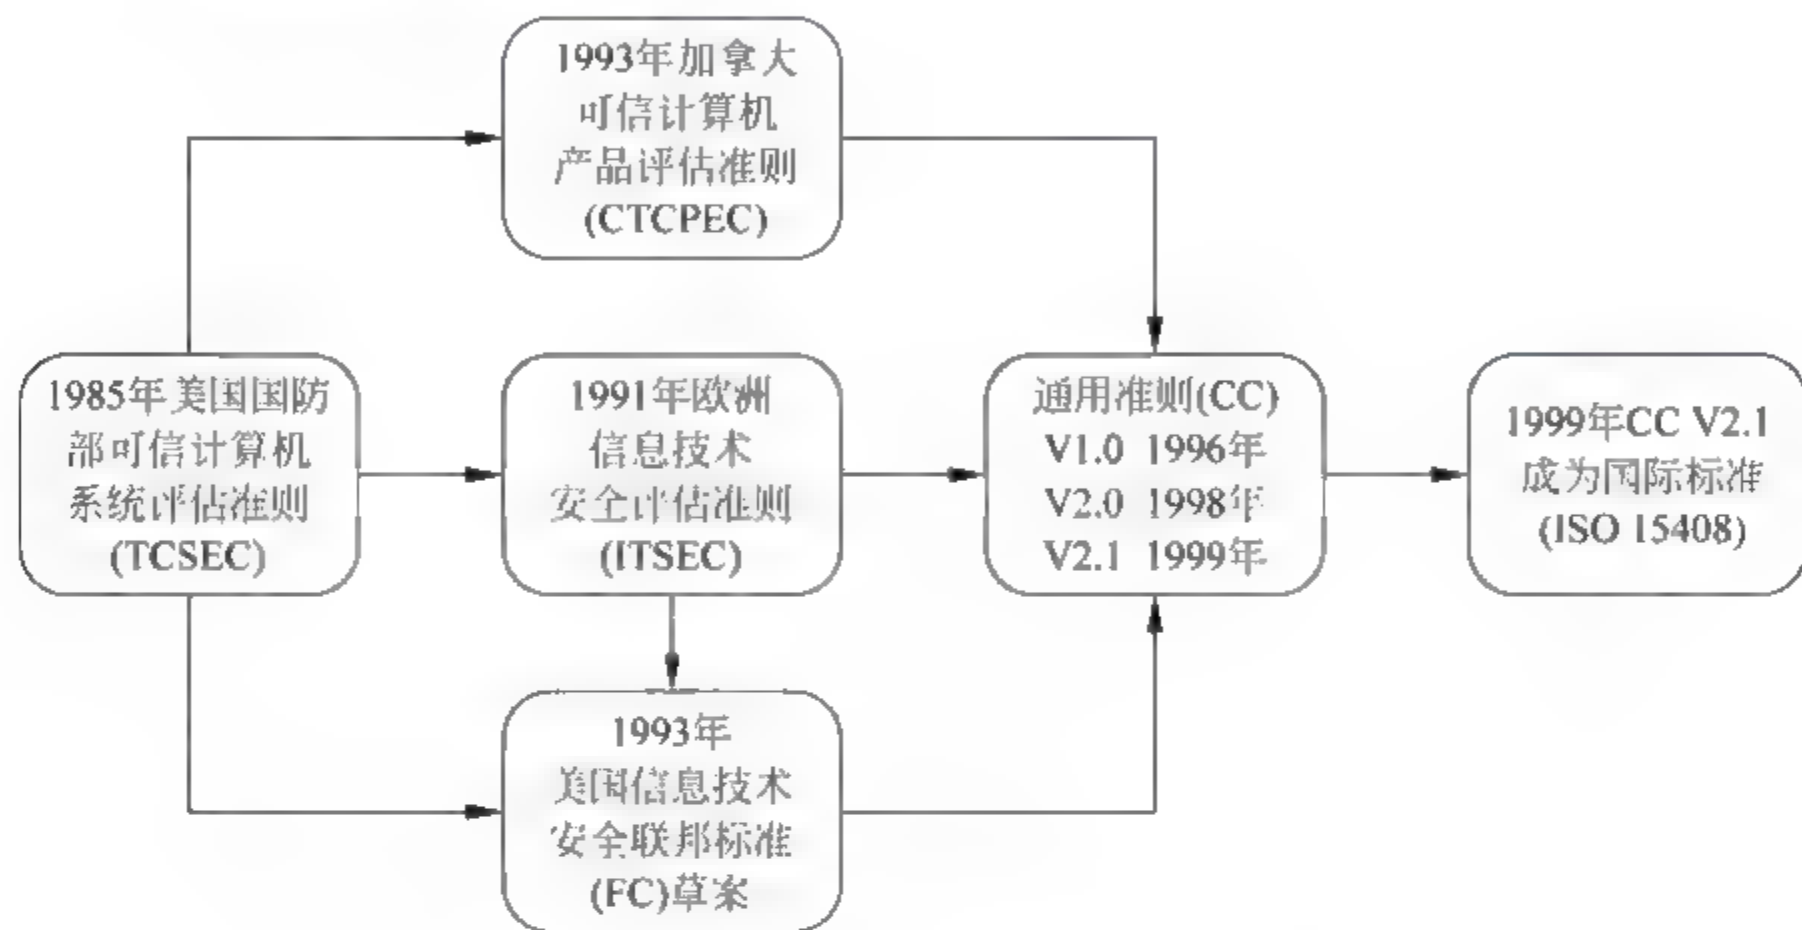 1993年加拿大
可信计算机
产品评估准则
(CTCPEC)
1985年美国国防
部可信计算机
系统评估准则
(TCSEC)
1991年欧洲
信息技术
安全评估准则
(ITSEC)
通用准则(CC)
V1.0 1996年
V2.0 1998年
V2.1 1999年
1999年CC V2.1
成为国际标准
(ISO 15408)
1993年
美国信息技术
安全联邦标准
(FC)草案